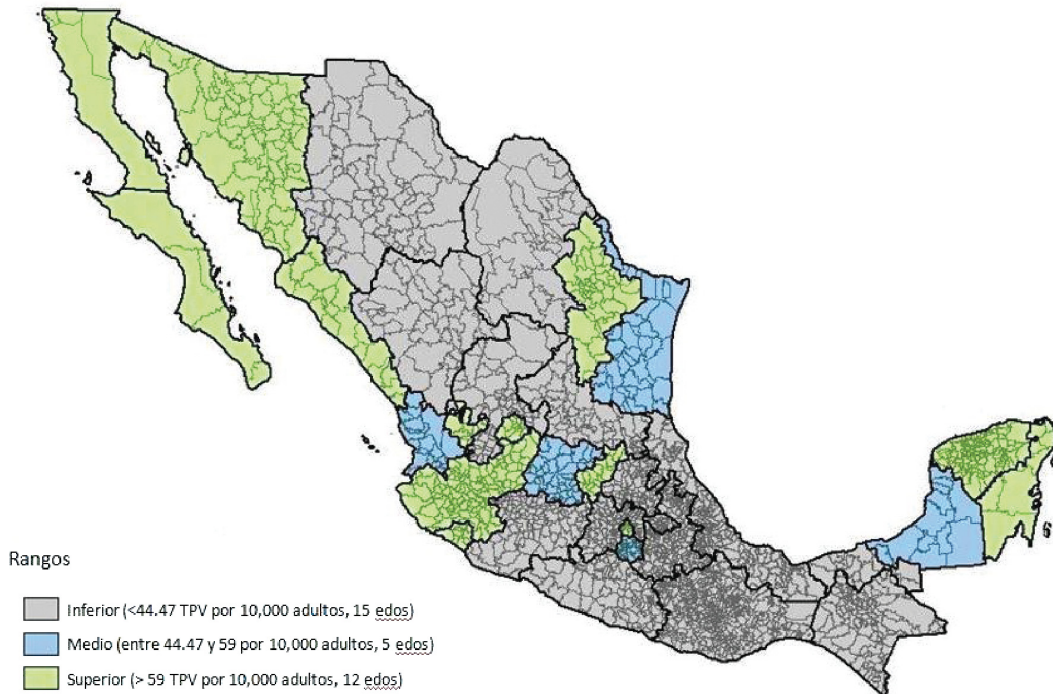 Rangos
Inferior (<44.47 TPV por 10,000 adultos, 15 edos)
Medio (entre 44.47 y 59 por 10,000 adultos, 5 edos)
Superior (> 59 TPV por 10,000 adultos, 12 edos)